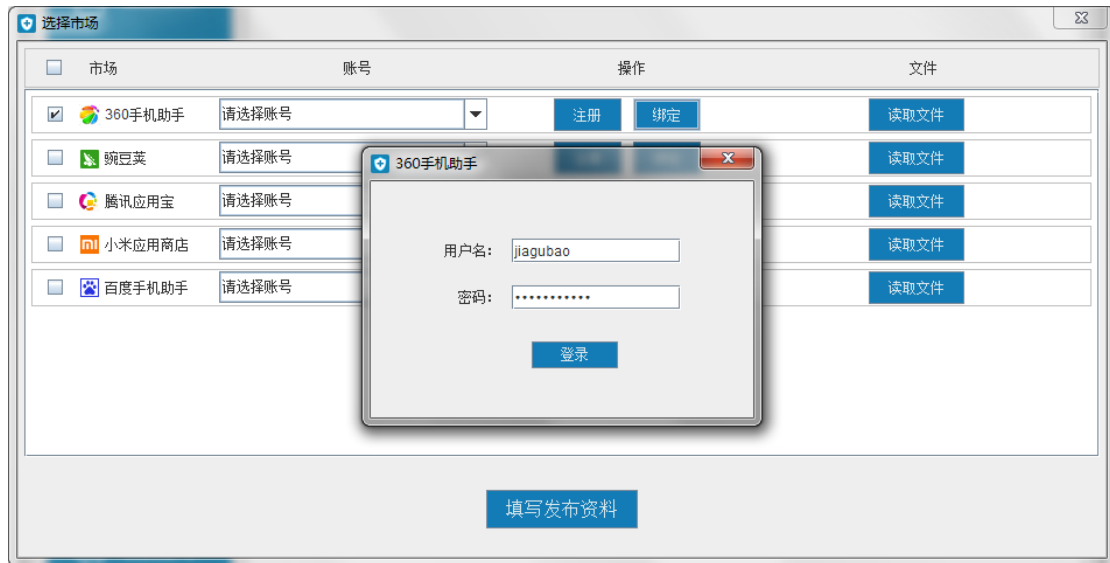 选择市场
市场 账号 操作 文件
360手机助手 请选择账号 注册 绑定 读取文件
豌豆荚 请选择账号 读取文件
腾讯应用宝 请选择账号 读取文件
小米应用商店 请选择账号 读取文件
百度手机助手 请选择账号 读取文件
360手机助手
用户名: jiagubao
密码: •••••••••••
登录
填写发布资料